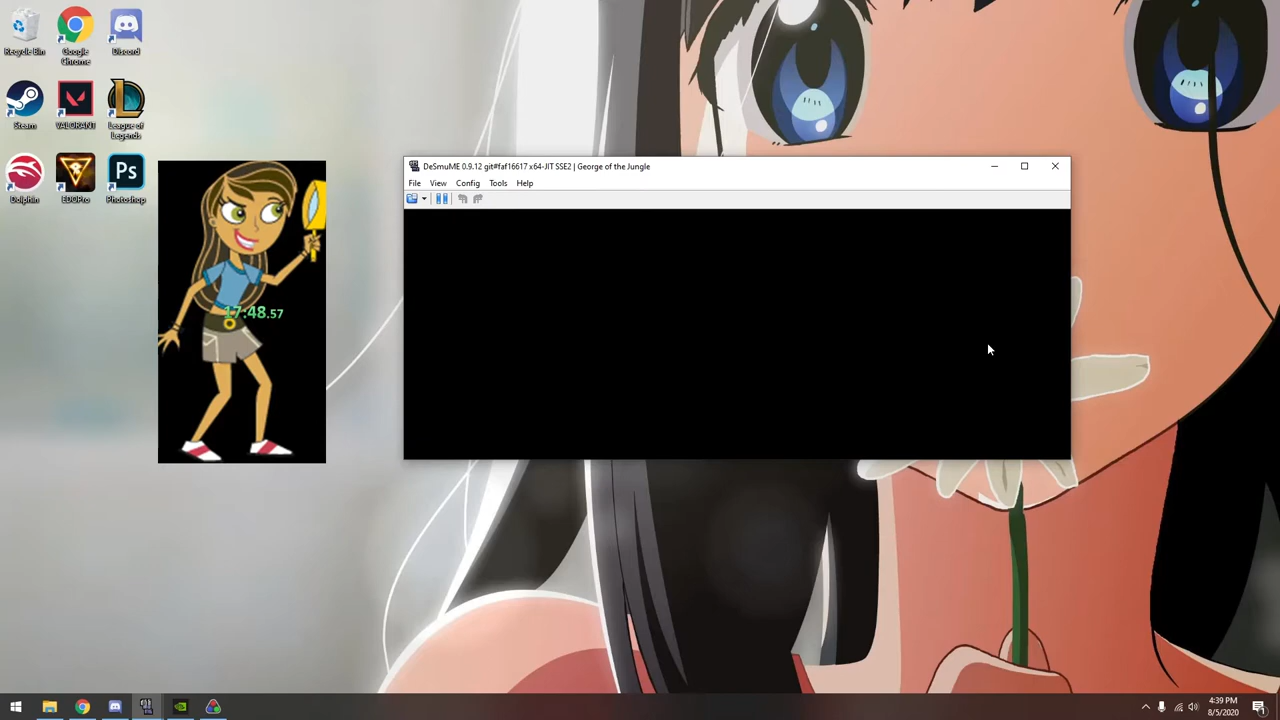 Recycle Bin
Google Chrome
Discord
Steam
VALORANT
League of Legends
Dolphin
EDOPro
Ps
Photoshop
17:48.57
DeSmuME 0.9.12 git#faf16617 x64-JIT SSE2 | George of the Jungle
File View Config Tools Help
4:39 PM
8/5/2020
1